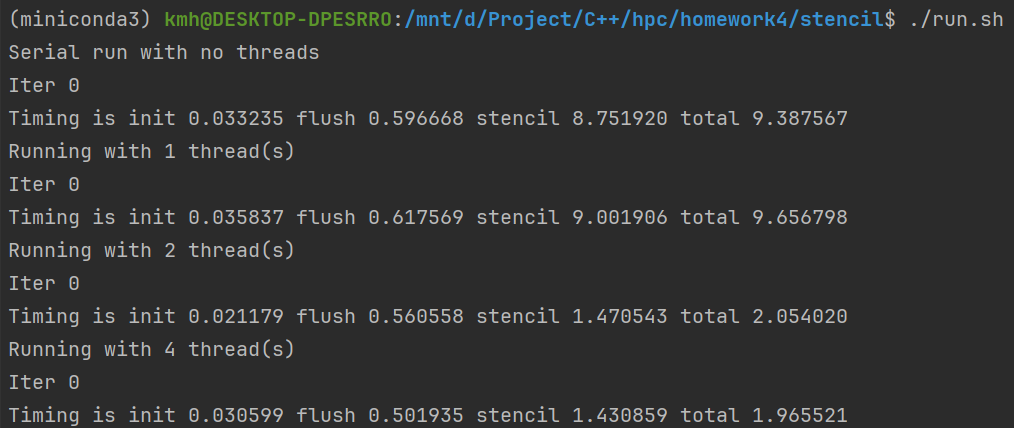 (miniconda3) kmh@DESKTOP-DPESRRO:/mnt/d/Project/C++/hpc/homework4/stencil$ ./run.sh
Serial run with no threads
Iter 0
Timing is init 0.033235 flush 0.596668 stencil 8.751920 total 9.387567
Running with 1 thread(s)
Iter 0
Timing is init 0.035837 flush 0.617569 stencil 9.001906 total 9.656798
Running with 2 thread(s)
Iter 0
Timing is init 0.021179 flush 0.560558 stencil 1.470543 total 2.054020
Running with 4 thread(s)
Iter 0
Timing is init 0.030599 flush 0.501935 stencil 1.430859 total 1.965521